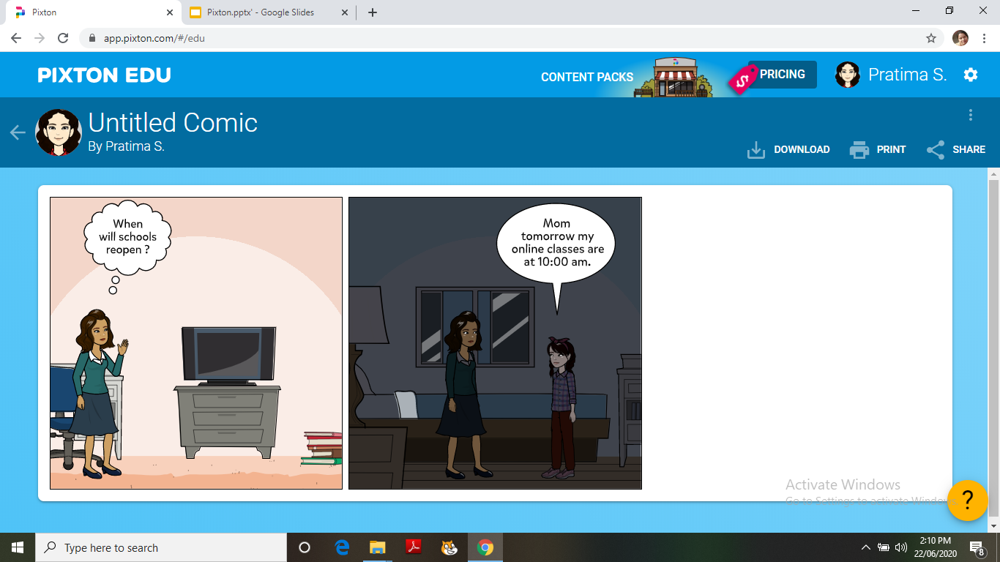 Pixton
Pixton.pptx' - Google Slides
app.pixton.com/#/edu
PIXTON EDU
CONTENT PACKS
$
PRICING
Pratima S.
Untitled Comic
By Pratima S.
DOWNLOAD
PRINT
SHARE
When
will schools
reopen ?
Mom
tomorrow my
online classes are
at 10:00 am.
Activate Windows
Go to Settings to activate Windows
?
Type here to search
2:10 PM
22/06/2020
8